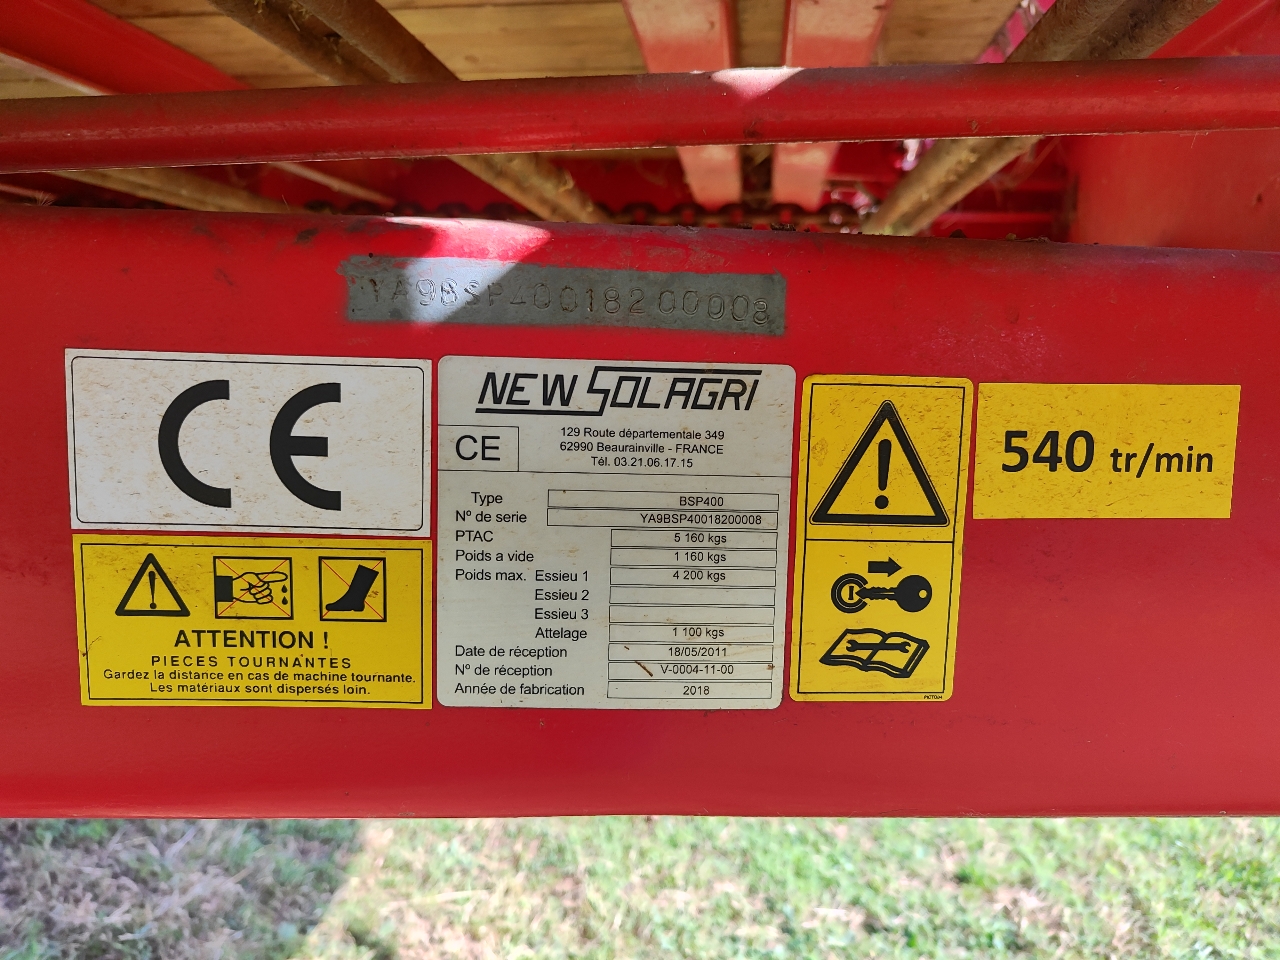 YA9BSP40018200008
CE
NEW SOLAGRI
129 Route départementale 349
62990 Beaurainville - FRANCE
Tél. 03.21.06.17.15
CE
Type BSP400
Nº de serie YA9BSP40018200008
PTAC 5 160 kgs
Poids a vide 1 160 kgs
Poids max. Essieu 1 4 200 kgs
Essieu 2
Essieu 3
Attelage 1 100 kgs
Date de réception 18/05/2011
Nº de réception V-0004-11-00
Année de fabrication 2018
ATTENTION !
PIECES TOURNANTES
Gardez la distance en cas de machine tournante.
Les matériaux sont dispersés loin.
540 tr/min